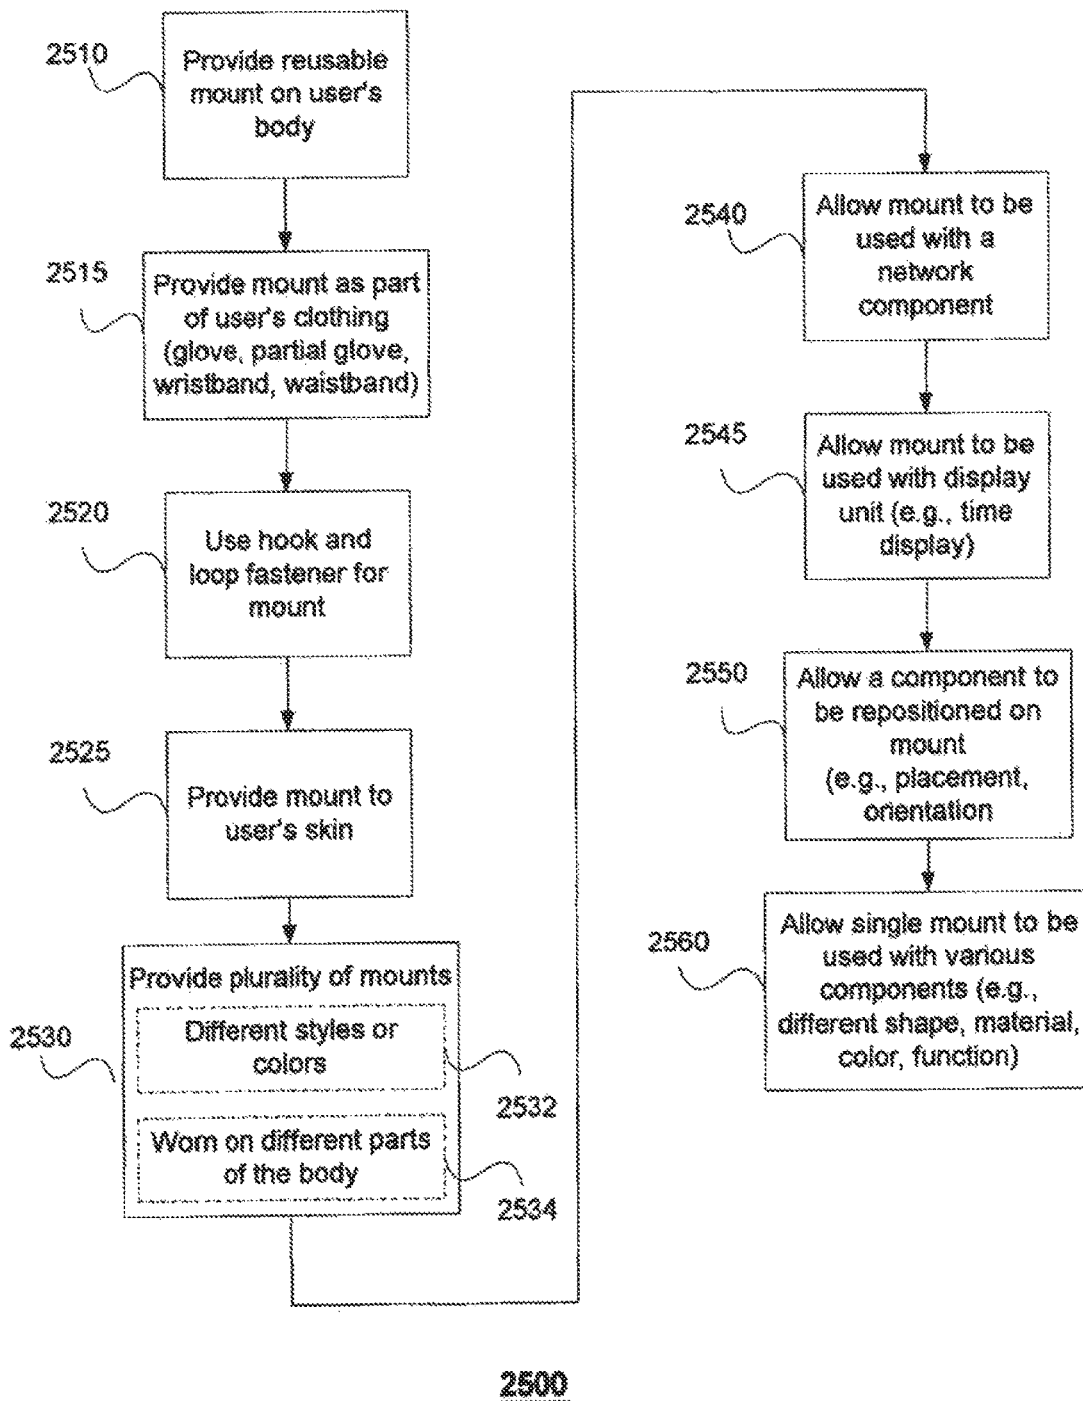 2510
Provide reusable
mount on user's
body
2515
Provide mount as part
of user's clothing
(glove, partial glove,
wristband, waistband)
2520
Use hook and
loop fastener for
mount
2525
Provide mount to
user's skin
2530
Provide plurality of mounts
Different styles or
colors
2532
Worn on different parts
of the body
2534
2540
Allow mount to be
used with a
network
component
2545
Allow mount to be
used with display
unit (e.g., time
display)
2550
Allow a component to
be repositioned on
mount
(e.g., placement,
orientation
2560
Allow single mount to be
used with various
components (e.g.,
different shape, material,
color, function)
2500